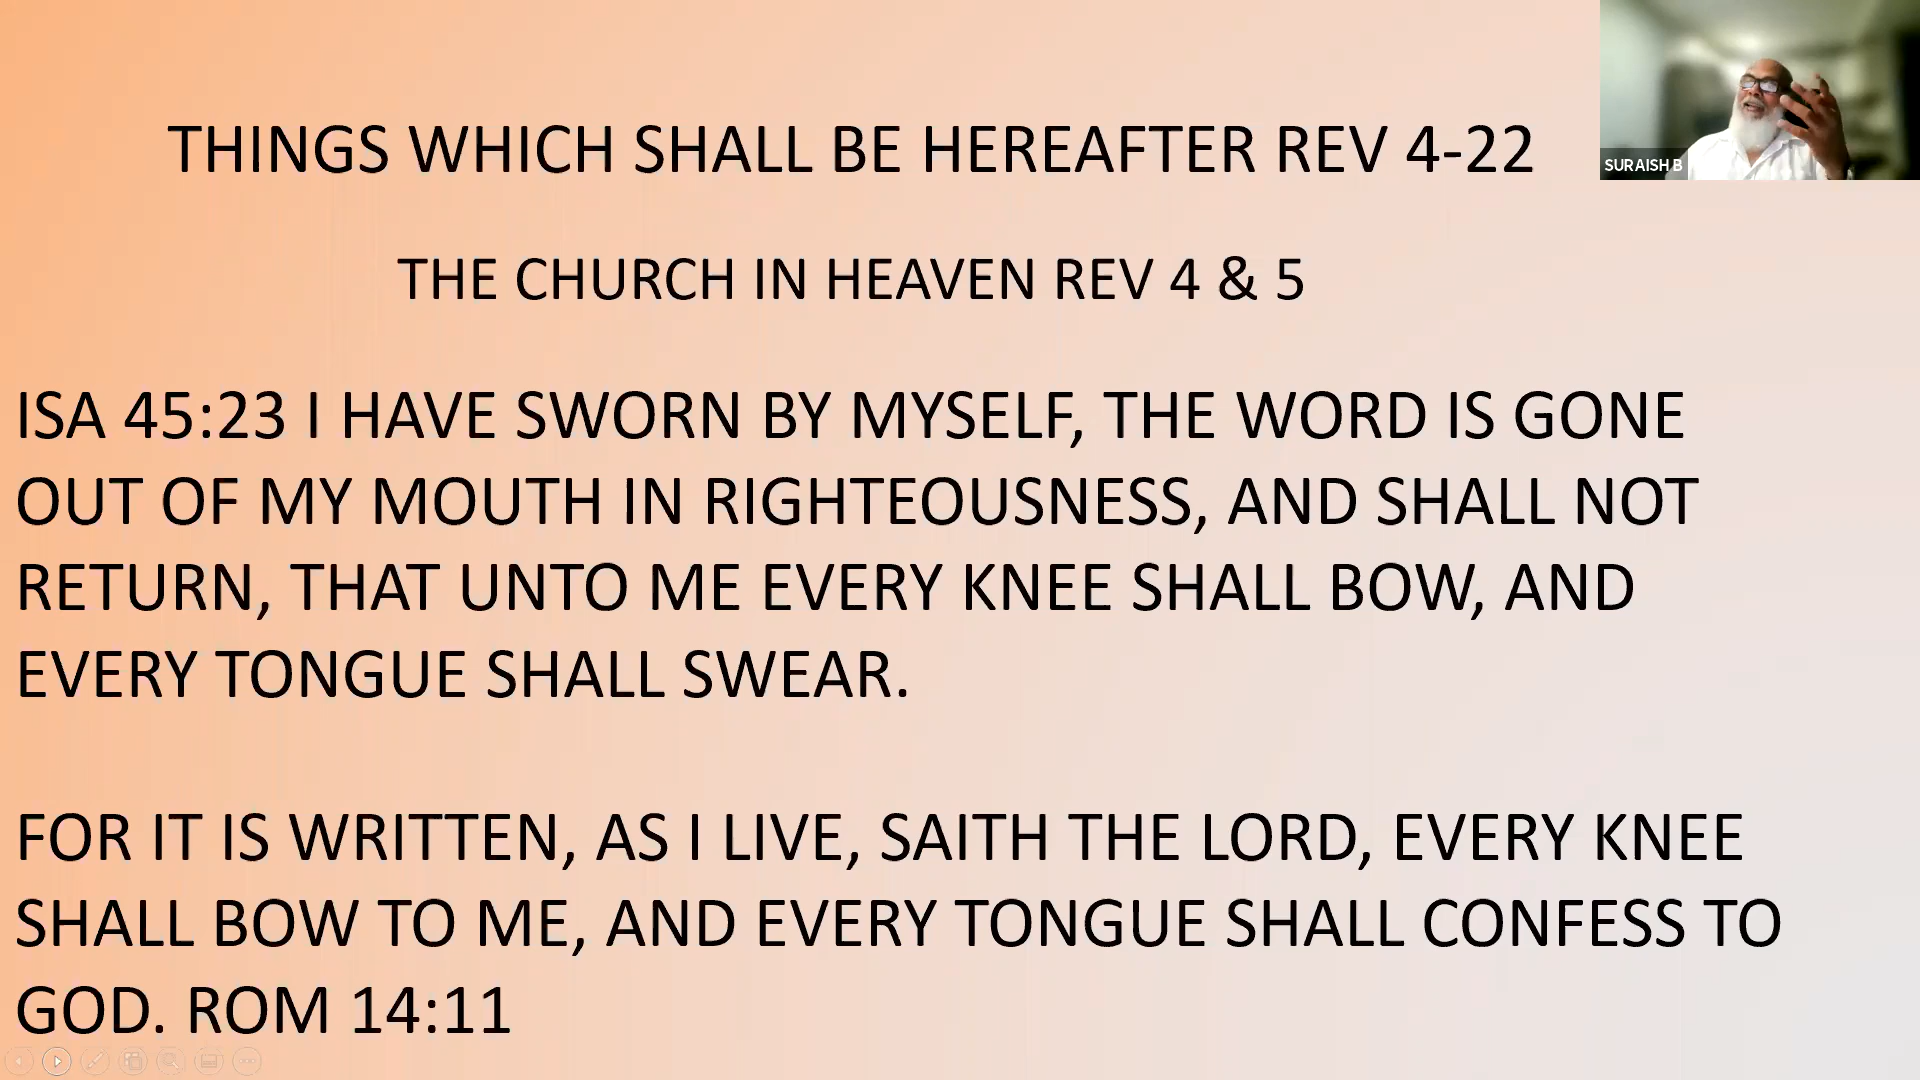 THINGS WHICH SHALL BE HEREAFTER REV 4-22
SURAISH B
THE CHURCH IN HEAVEN REV 4 & 5
ISA 45:23 I HAVE SWORN BY MYSELF, THE WORD IS GONE
OUT OF MY MOUTH IN RIGHTEOUSNESS, AND SHALL NOT
RETURN, THAT UNTO ME EVERY KNEE SHALL BOW, AND
EVERY TONGUE SHALL SWEAR.
FOR IT IS WRITTEN, AS I LIVE, SAITH THE LORD, EVERY KNEE
SHALL BOW TO ME, AND EVERY TONGUE SHALL CONFESS TO
GOD. ROM 14:11